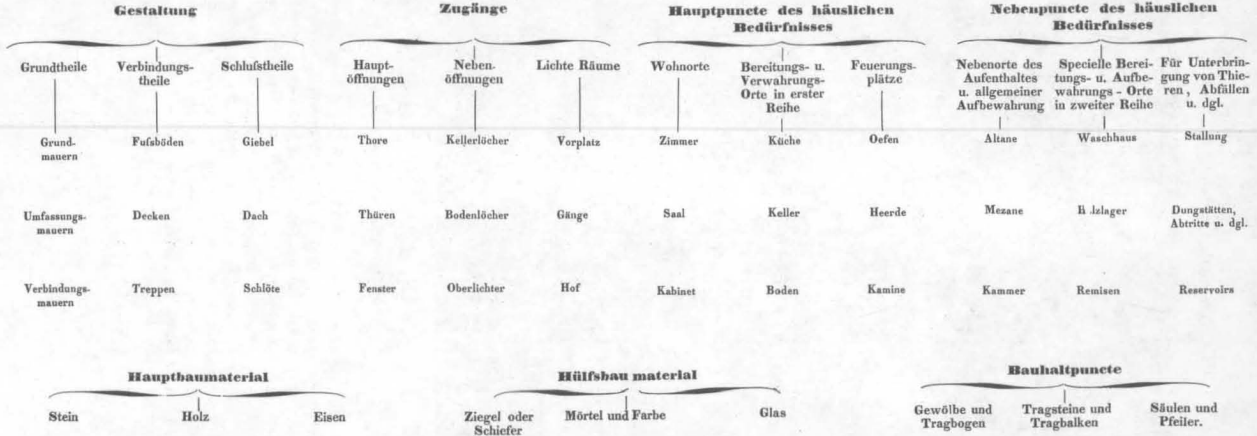 Gestaltung
Zugänge
Hauptpuncte des häuslichen
Bedürfnisses
Nebenpuncte des häuslichen
Bedürfnisses
Grundtheile
Verbindungs-
theile
Schlufstheile
Haupt-
öffnungen
Neben-
öffnungen
Lichte Räume
Wohnorte
Bereitungs- u.
Verwahrungs-
Orte in erster
Reihe
Feuerungs-
plätze
Nebenorte des
Aufenthaltes
u. allgemeiner
Aufbewahrung
Specielle Berei-
tungs- u. Aufbe-
wahrungs - Orte
in zweiter Reihe
Für Unterbrin-
gung von Thie-
ren, Abfällen
u. dgl.
Grund-
mauern
Fufsböden
Giebel
Thore
Kellerlöcher
Vorplatz
Zimmer
Küche
Oefen
Altane
Waschhaus
Stallung
Umfassungs-
mauern
Decken
Dach
Thüren
Bodenlöcher
Gänge
Saal
Keller
Heerde
Mezane
Dungstätten,
Abtritte u. dgl.
Verbindungs-
mauern
Treppen
Schlöte
Fenster
Oberlichter
Hof
Kabinet
Boden
Kamine
Kammer
Remisen
Reservoirs
Hauptbaumaterial
Hülfsbaumaterial
Bauhaltpuncte
Stein
Holz
Eisen
Ziegel oder
Schiefer
Mörtel und Farbe
Glas
Gewölbe und
Tragbogen
Tragsteine und
Tragbalken
Säulen und
Pfeiler.